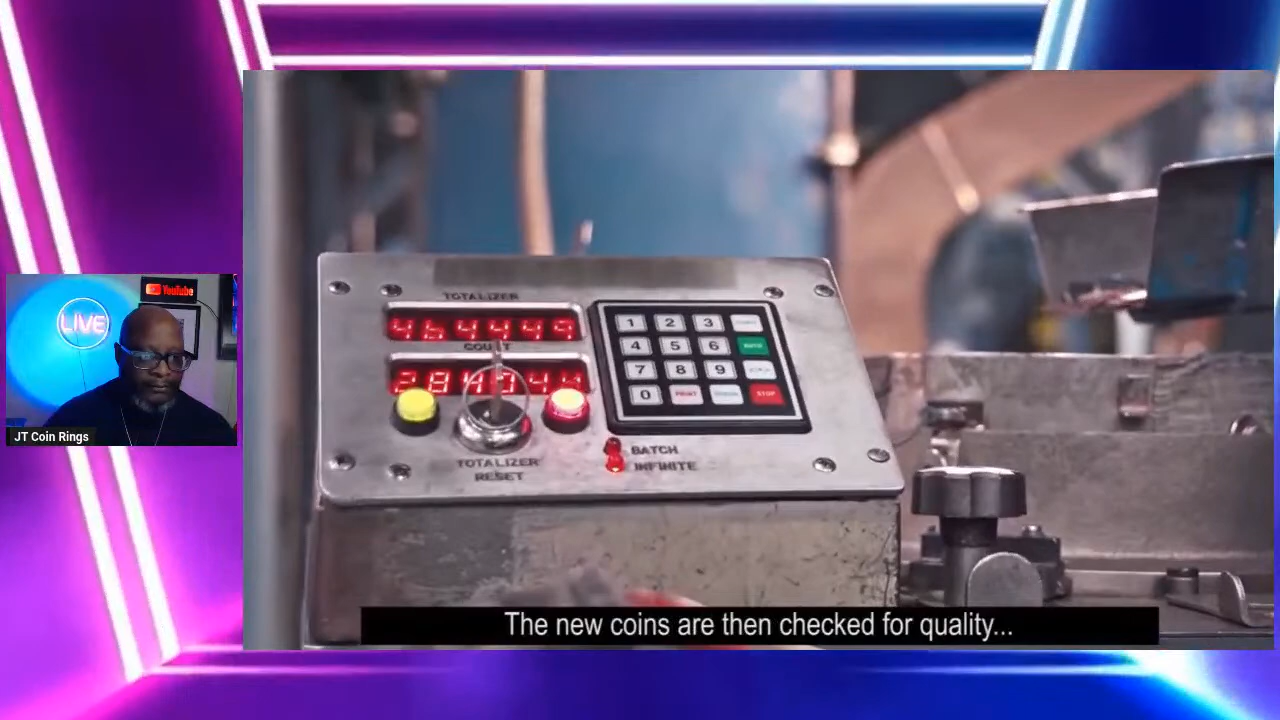 TOTALIZER
464449
COUNT
1 2 3
4 5 6
7 8 9
0 PRINT STOP
TOTALIZER
RESET
BATCH
INFINITE
YouTube
LIVE
JT Coin Rings
The new coins are then checked for quality...